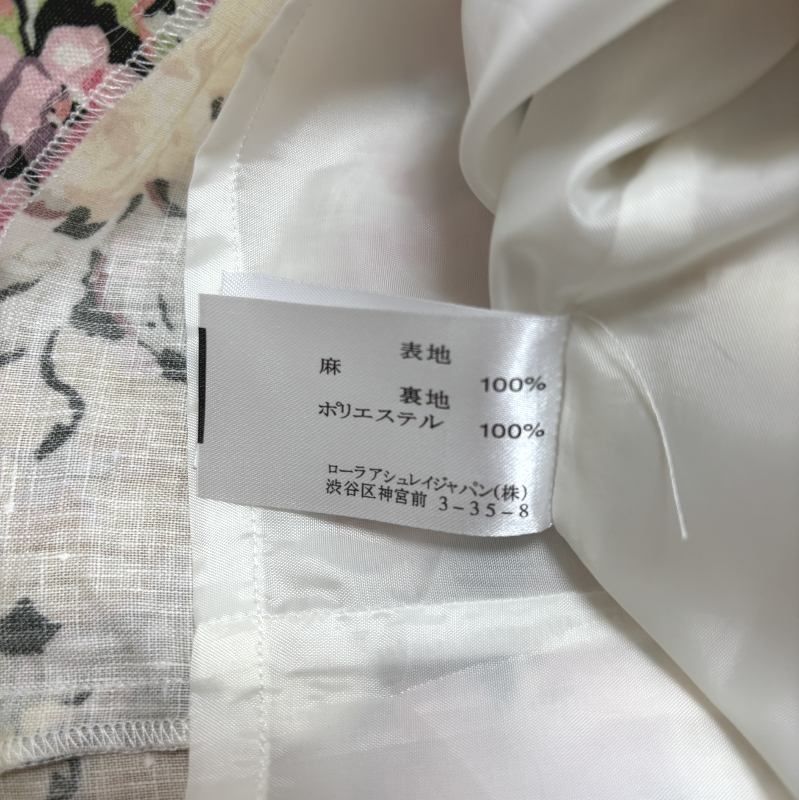 表地
麻 100%
裏地
ポリエステル 100%
ローラアシュレイジャパン(株)
渋谷区神宮前 3-35-8